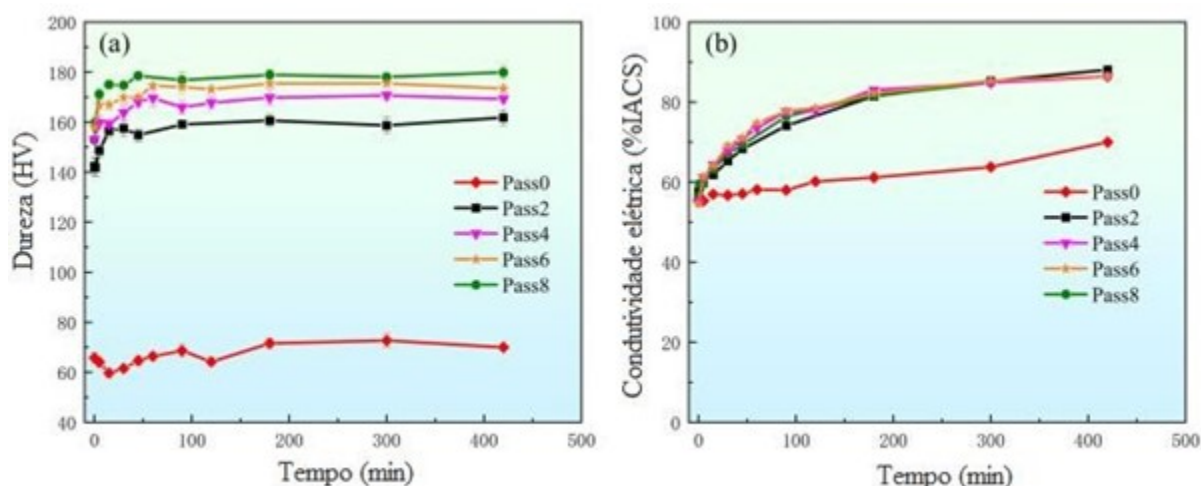 (a)
Dureza (HV)
200
180
160
140
120
100
80
60
40
Pass0
Pass2
Pass4
Pass6
Pass8
0
100
200
300
400
500
Tempo (min)
(b)
Condutividade elétrica (%IACS)
100
80
60
40
20
0
Pass0
Pass2
Pass4
Pass6
Pass8
0
100
200
300
400
500
Tempo (min)